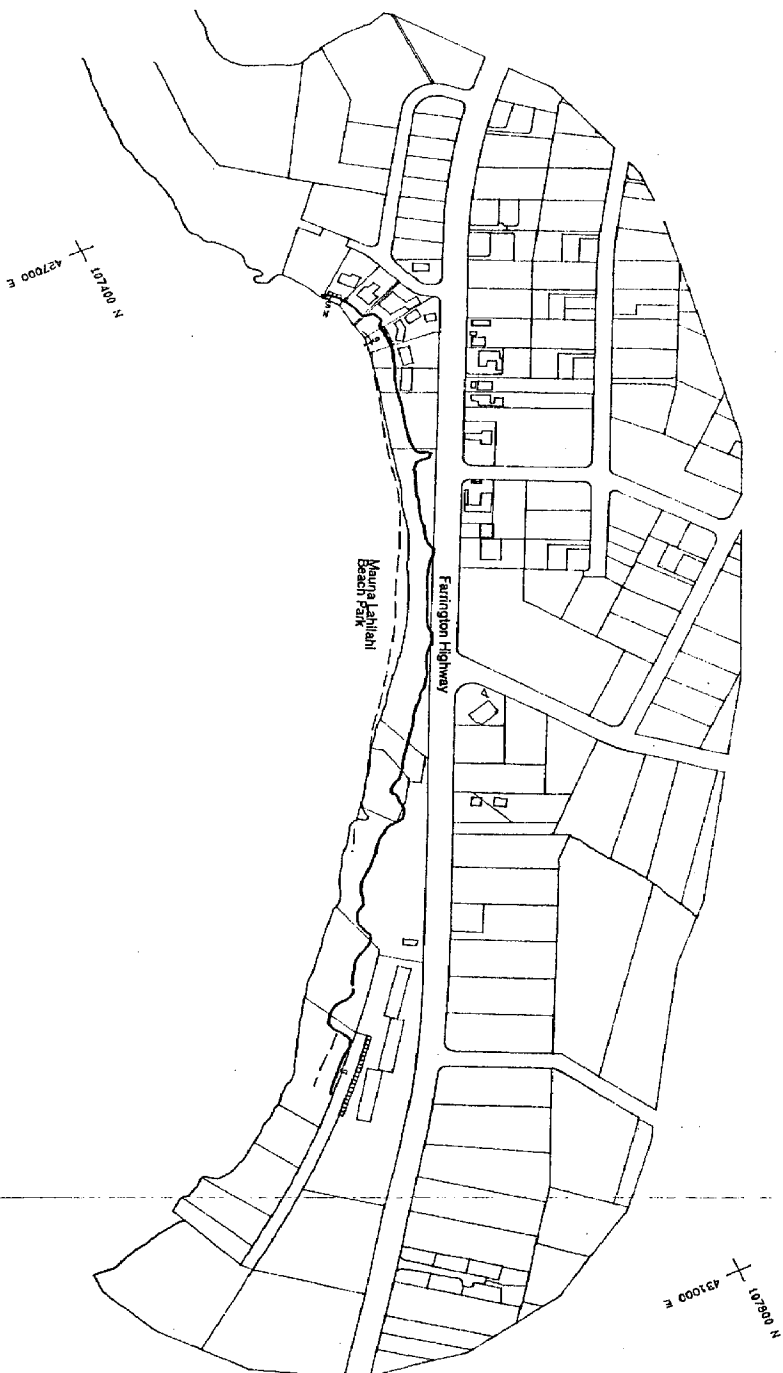 427000 E
107400 N
S W
Mauna Lahilahi
Beach Park
Farrington Highway
431000 E
107800 N